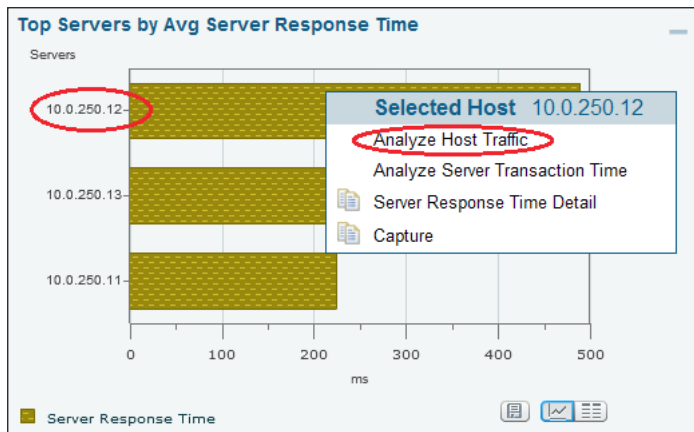 Top Servers by Avg Server Response Time
Servers
10.0.250.12
Selected Host 10.0.250.12
Analyze Host Traffic
Analyze Server Transaction Time
10.0.250.13
Server Response Time Detail
Capture
10.0.250.11
0 100 200 300 400 500
ms
Server Response Time